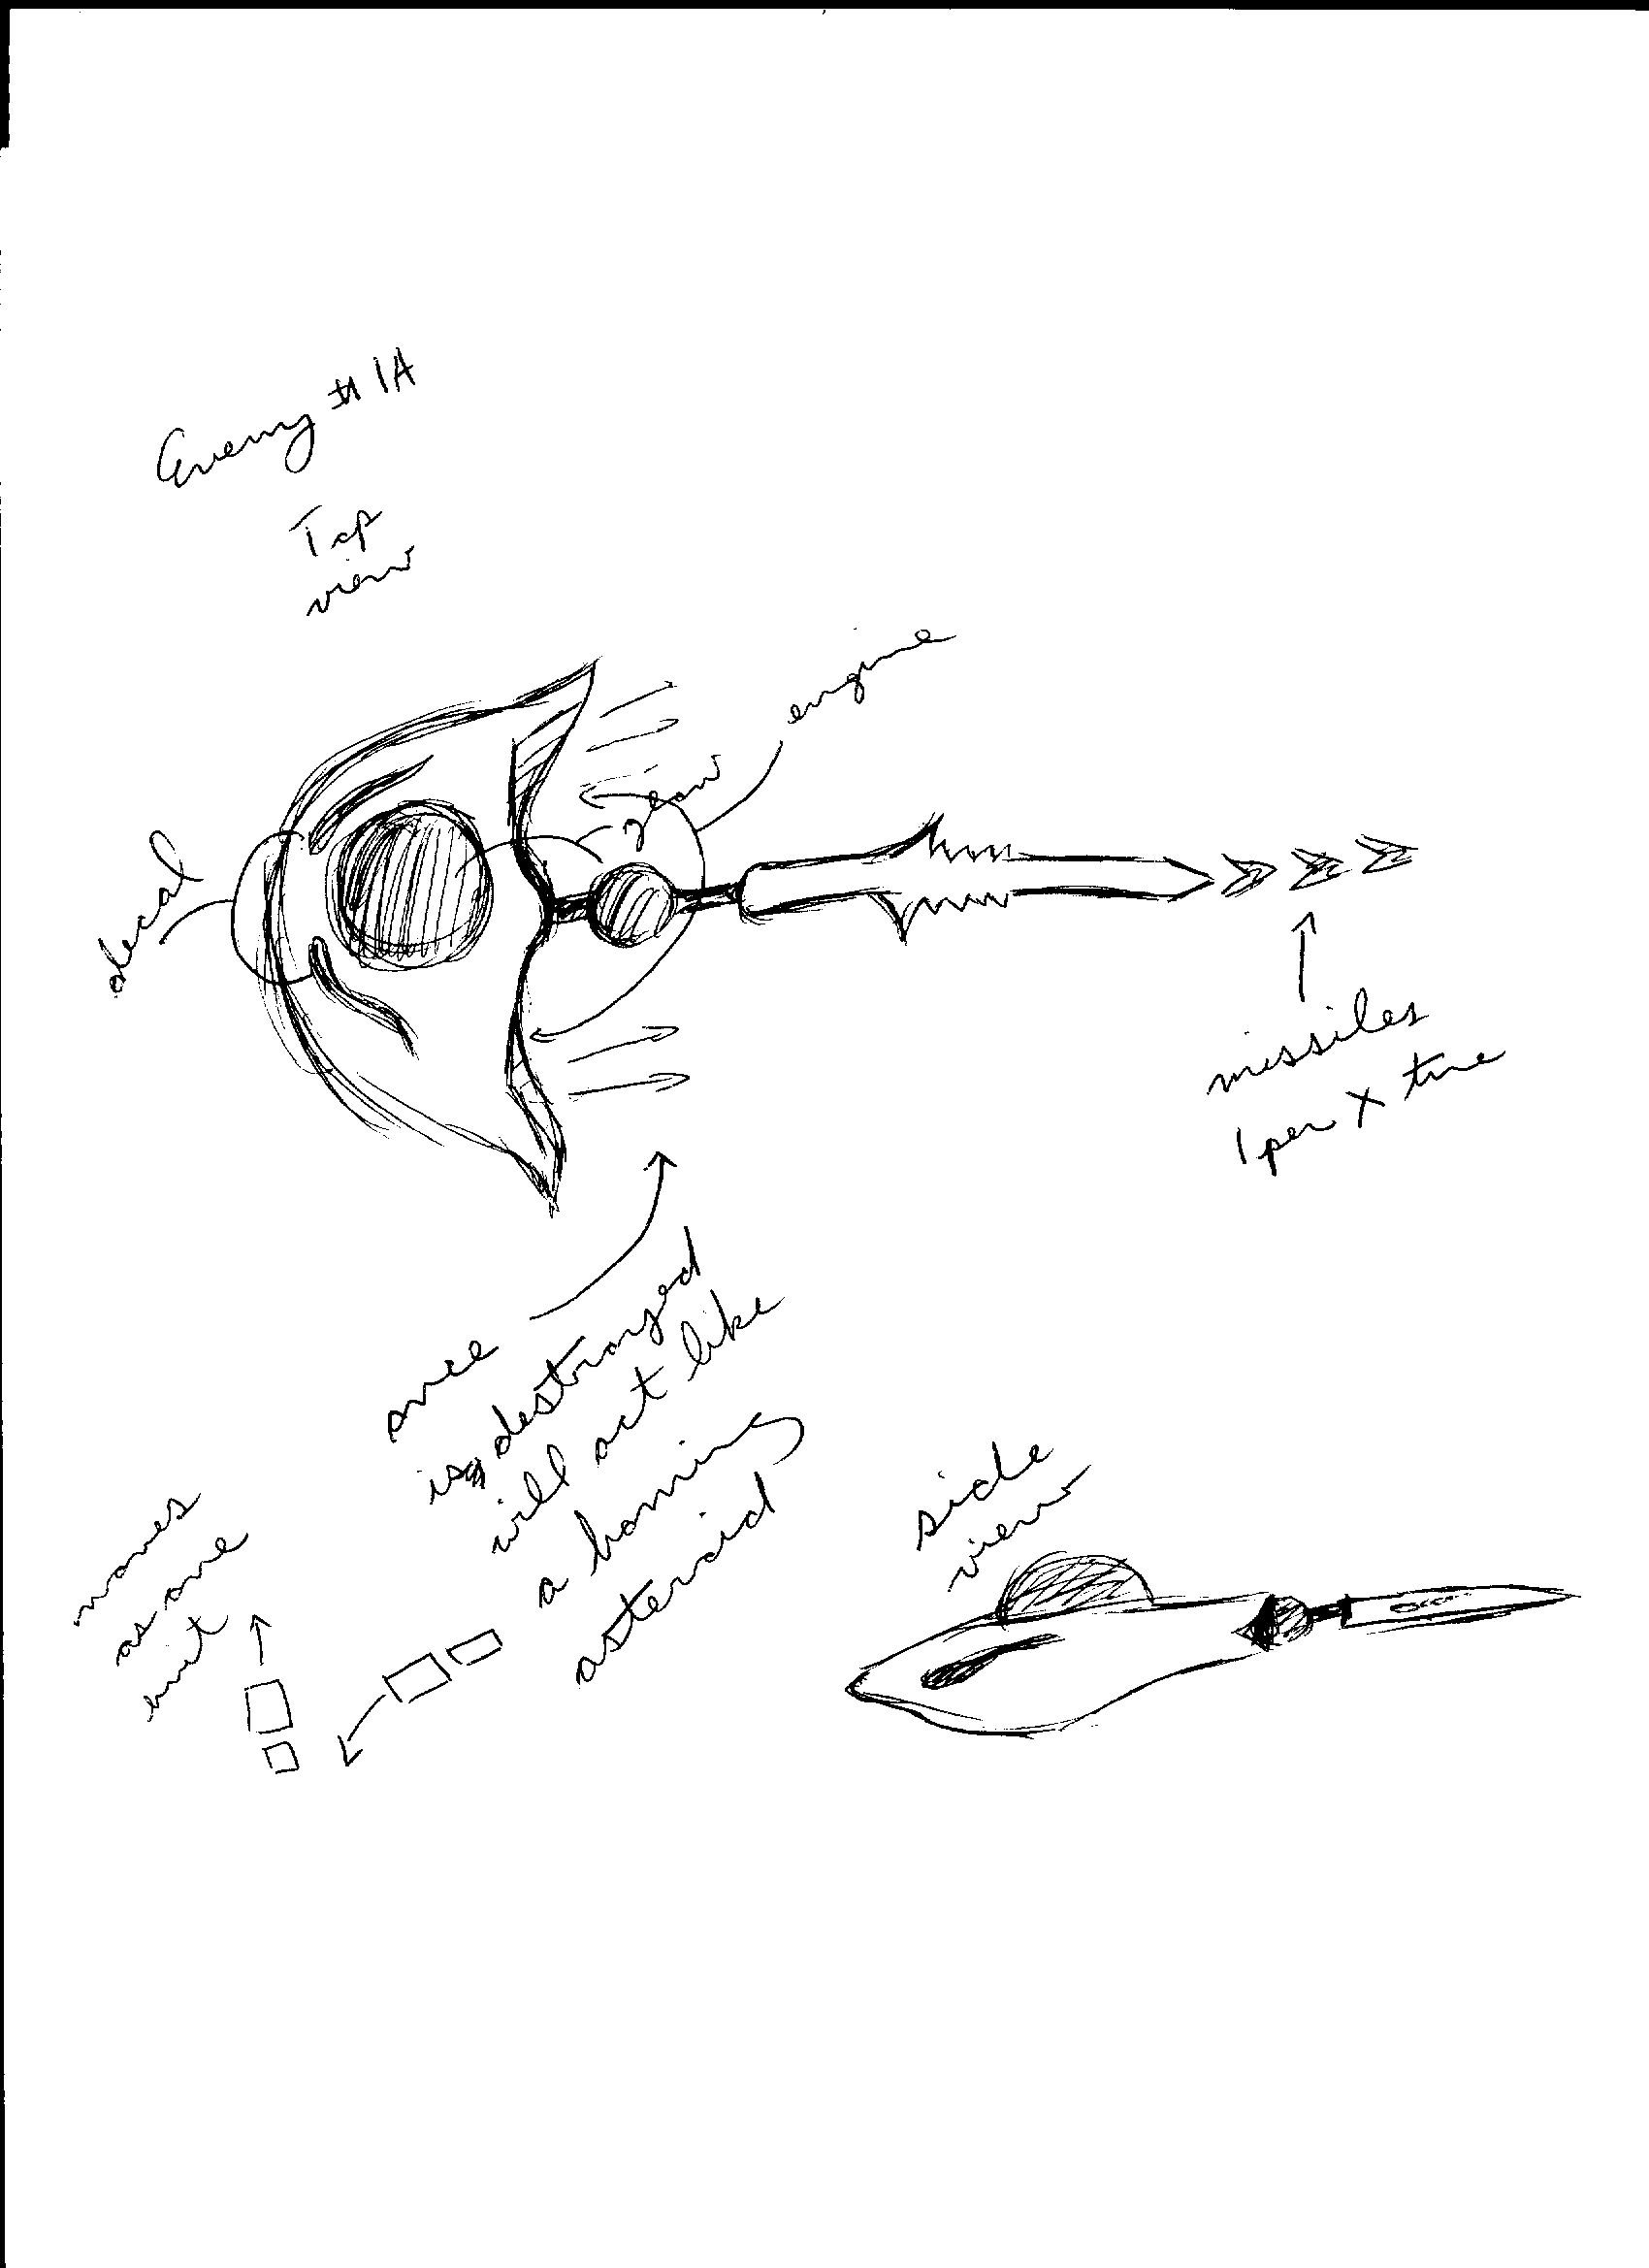 Enemy # 1A
Top
view
engine
glow
decal
missiles
1 per X time
once
is destroyed
will act like
a homing
asteroid
moves
as one
unit
side
view